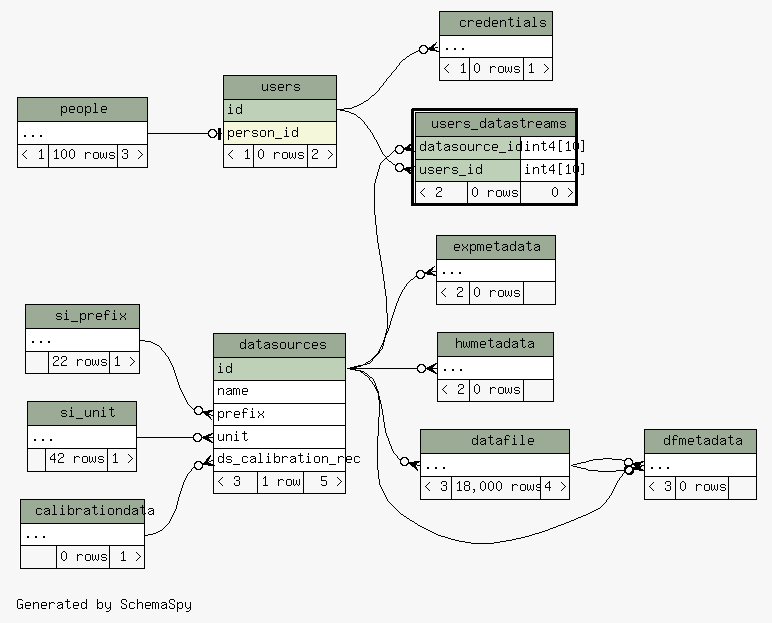 credentials
...
< 1 0 rows 1 >
users
id
person_id
< 1 0 rows 2 >
people
...
< 1 100 rows 3 >
users_datastreams
datasource_id int4[10]
users_id int4[10]
< 2 0 rows 0 >
expmetadata
...
< 2 0 rows
si_prefix
...
22 rows 1 >
datasources
id
name
prefix
unit
ds_calibration_rec
< 3 1 row 5 >
hwmetadata
...
< 2 0 rows
si_unit
...
42 rows 1 >
datafile
...
< 3 18,000 rows 4 >
dfmetadata
...
< 3 0 rows
calibrationdata
...
0 rows 1 >
Generated by SchemaSpy